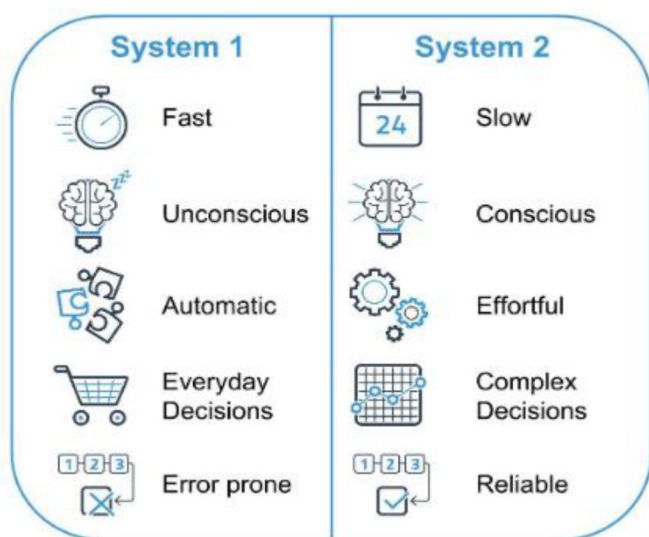 System 1
System 2
Fast
24
Slow
zzz
Unconscious
Conscious
Automatic
Effortful
Everyday
Decisions
Complex
Decisions
1 2 3
Error prone
1 2 3
Reliable